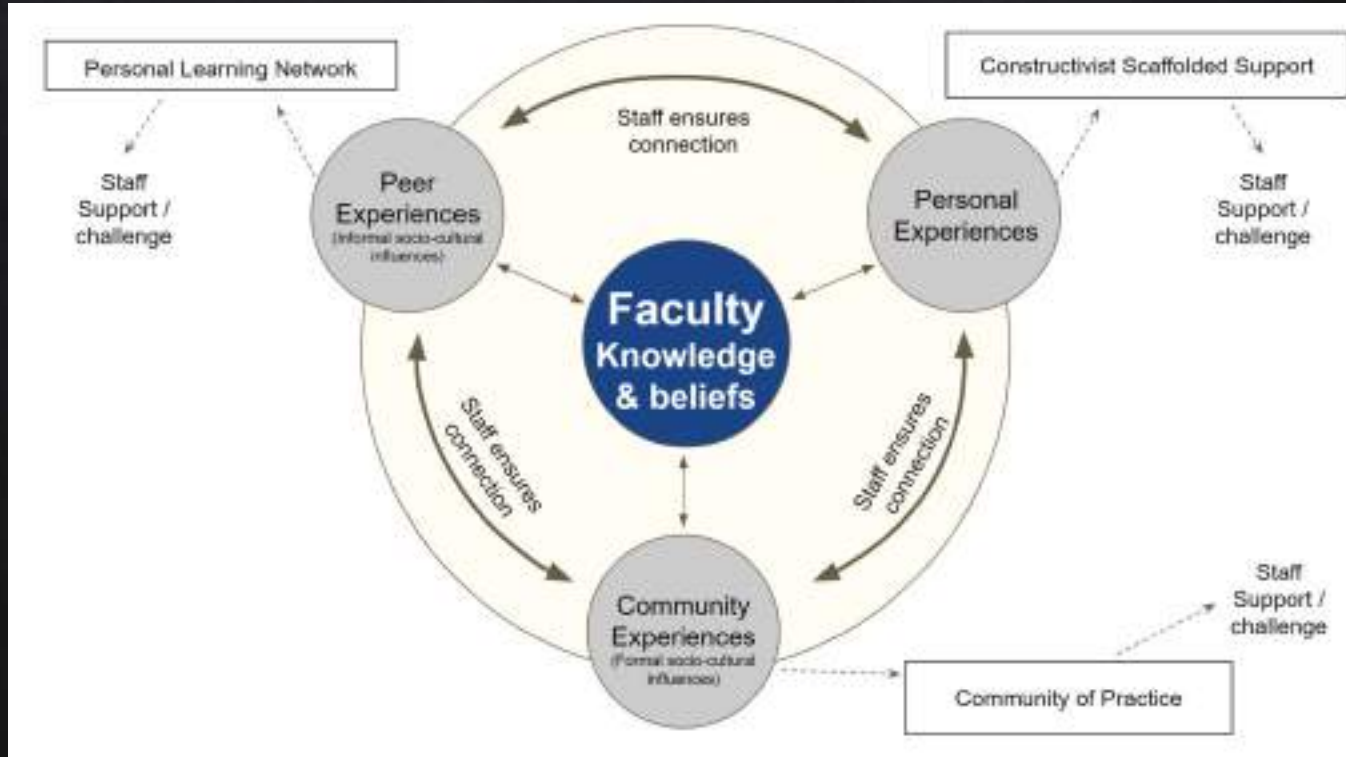 Personal Learning Network
Constructivist Scaffolded Support
Staff ensures
connection
Staff
Support /
challenge
Peer
Experiences
(Informal socio-cultural
influences)
Personal
Experiences
Staff
Support /
challenge
Faculty
Knowledge
& beliefs
Staff ensures
connection
Staff ensures
connection
Community
Experiences
(Formal socio-cultural
influences)
Staff
Support /
challenge
Community of Practice